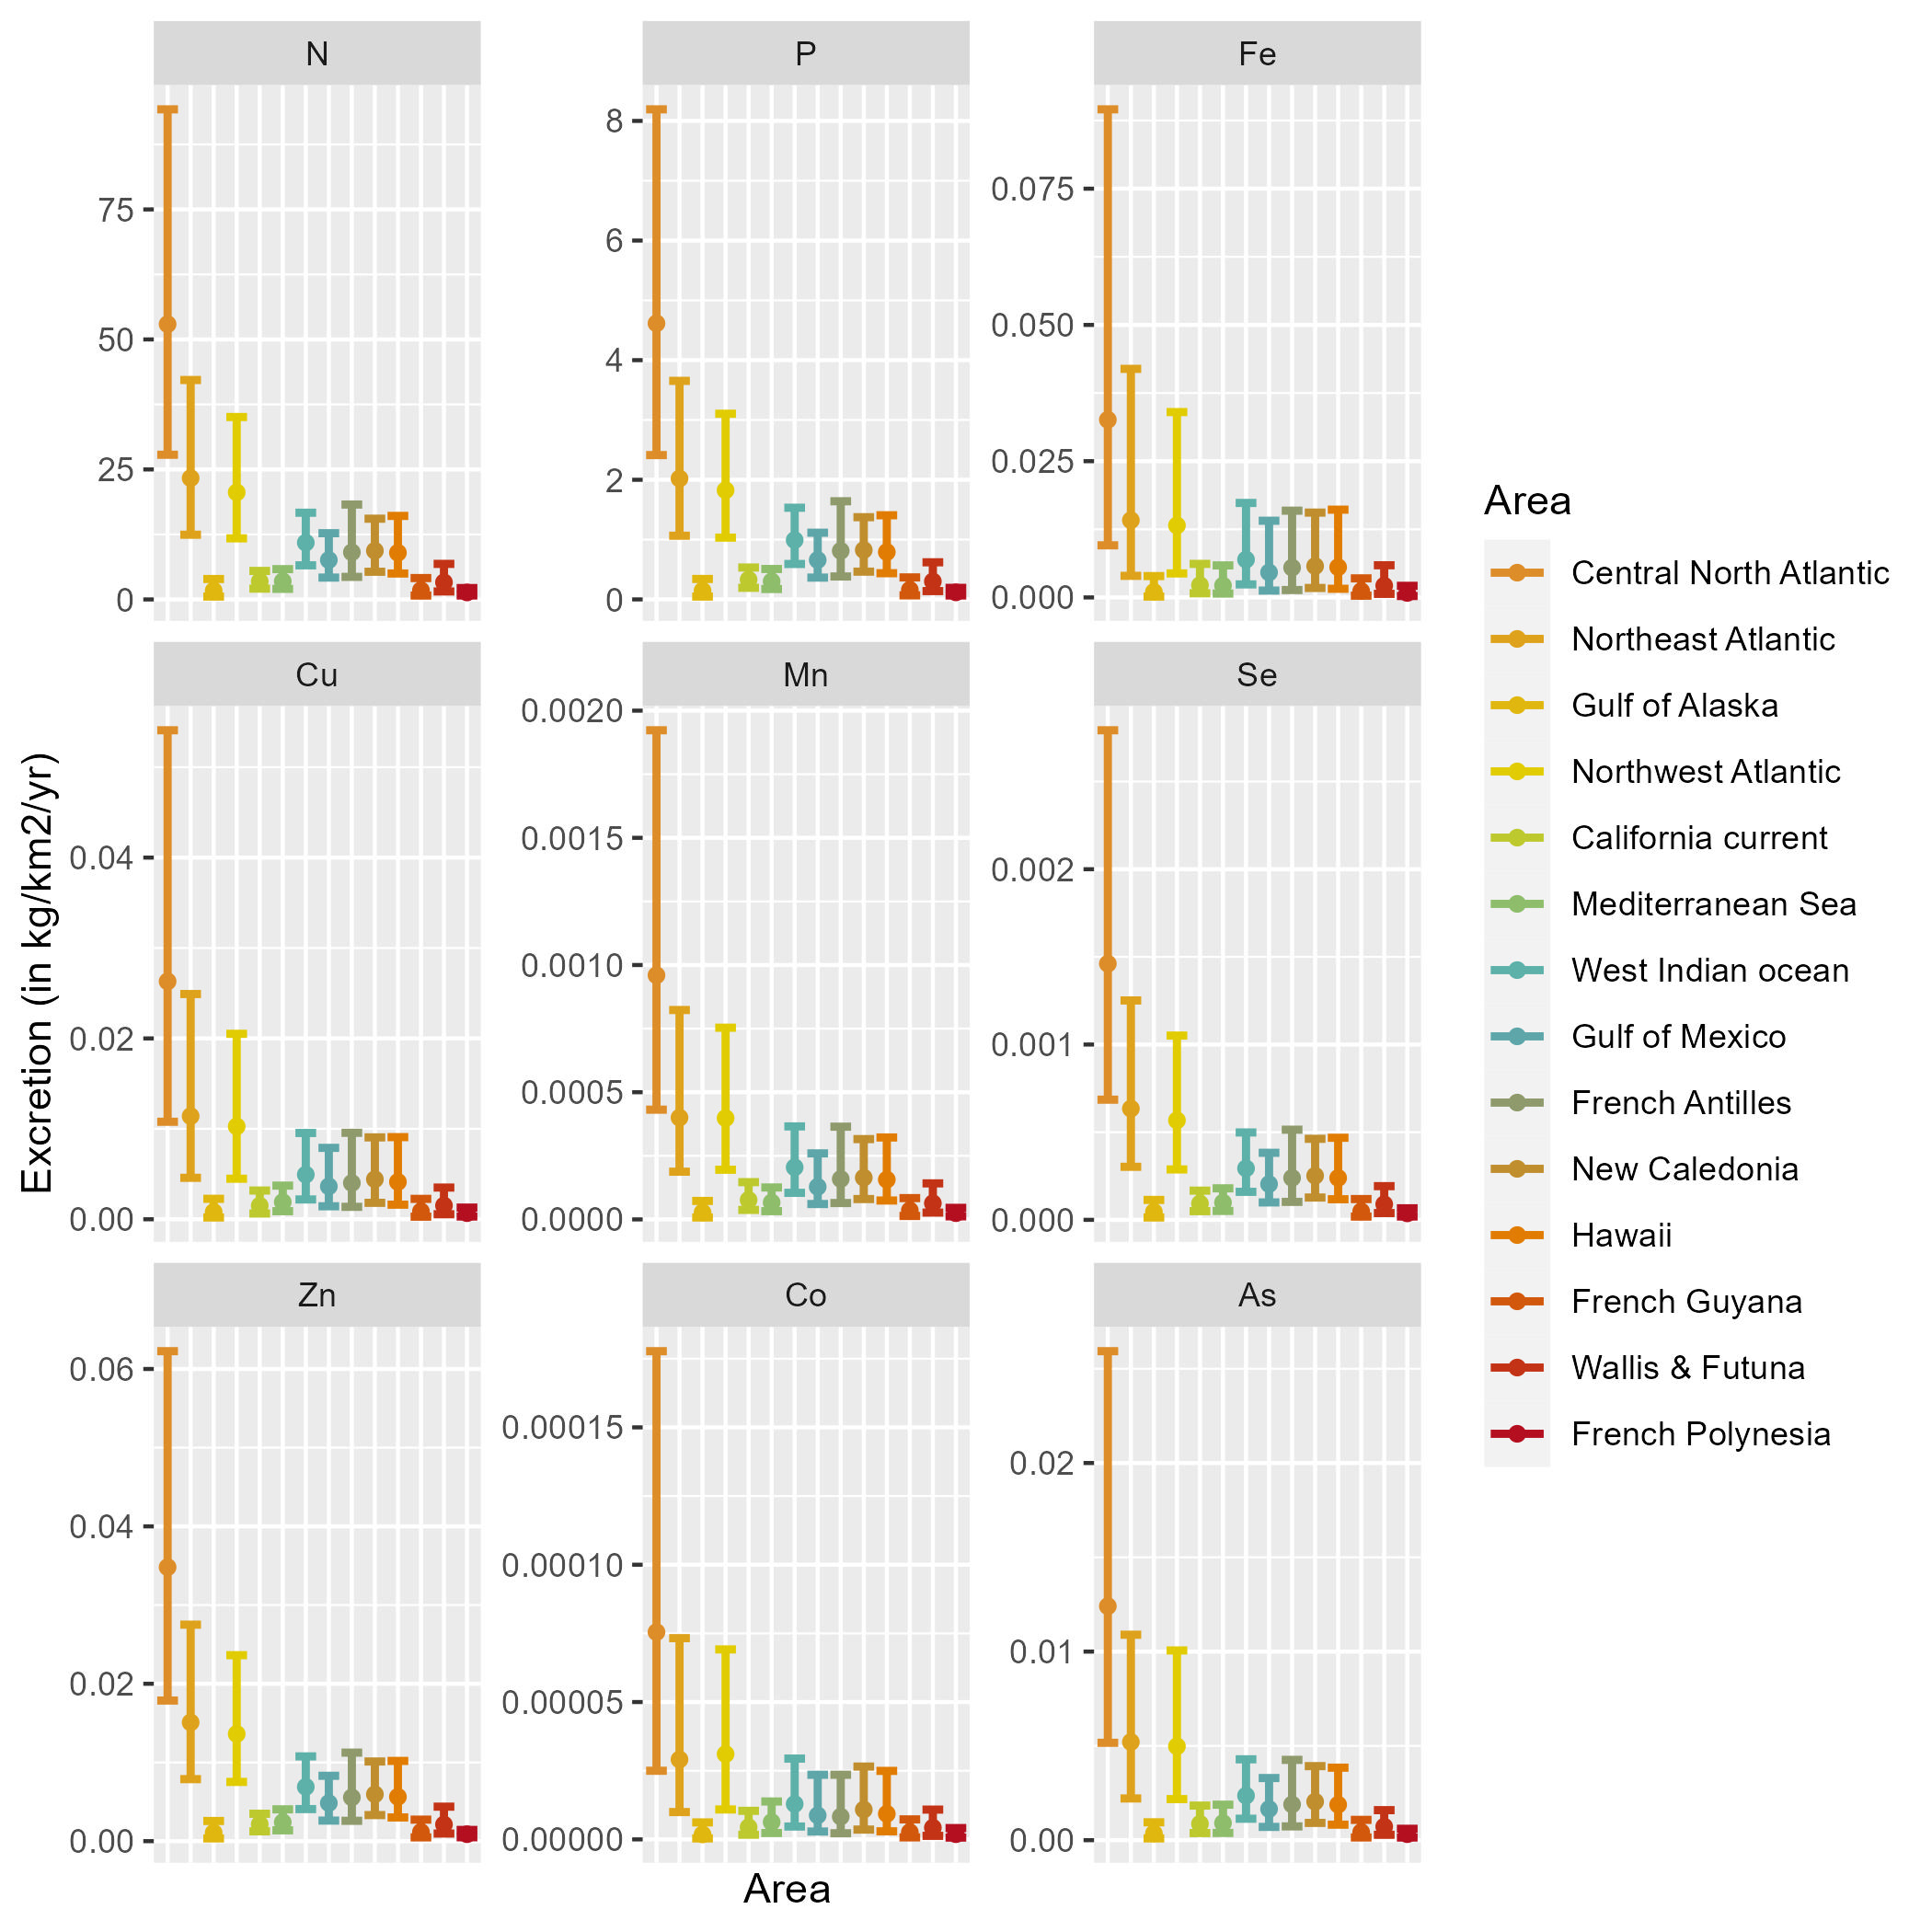 N
P
Fe
75
50
25
0
8
6
4
2
0
0.075
0.050
0.025
0.000
Cu
Mn
Se
0.04
0.02
0.00
0.0020
0.0015
0.0010
0.0005
0.0000
0.002
0.001
0.000
Zn
Co
As
0.06
0.04
0.02
0.00
0.00015
0.00010
0.00005
0.00000
0.02
0.01
0.00
Excretion (in kg/km2/yr)
Area
Area
Central North Atlantic
Northeast Atlantic
Gulf of Alaska
Northwest Atlantic
California current
Mediterranean Sea
West Indian ocean
Gulf of Mexico
French Antilles
New Caledonia
Hawaii
French Guyana
Wallis & Futuna
French Polynesia